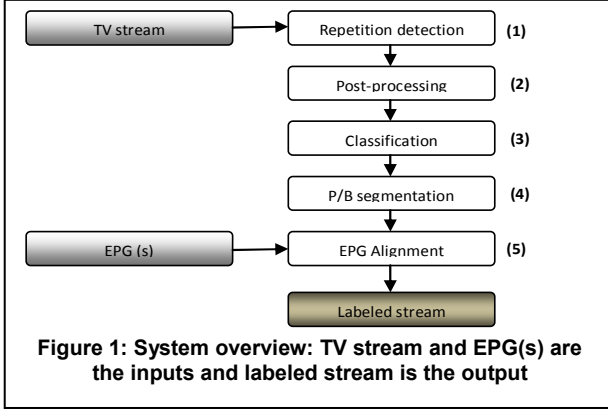 TV stream
Repetition detection
(1)
Post-processing
(2)
Classification
(3)
P/B segmentation
(4)
EPG (s)
EPG Alignment
(5)
Labeled stream
Figure 1: System overview: TV stream and EPG(s) are
the inputs and labeled stream is the output